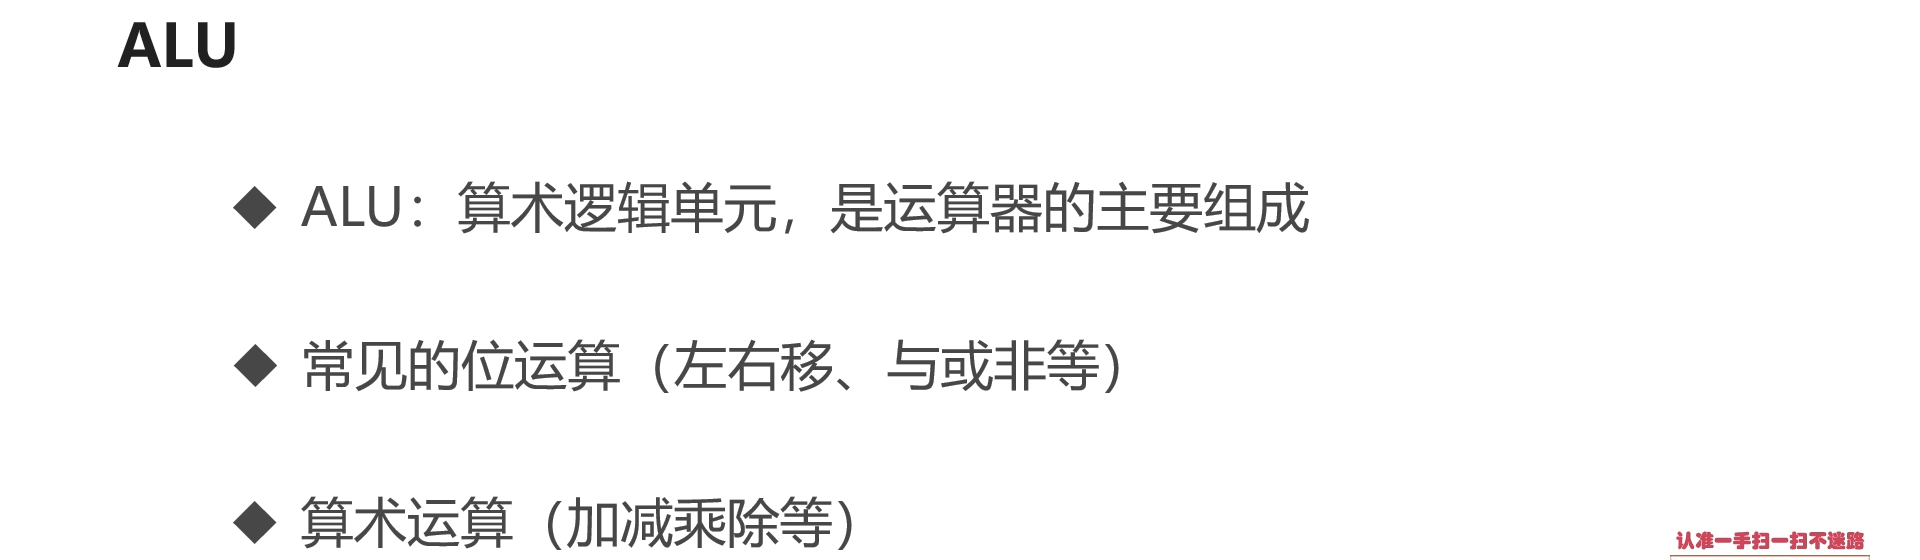 ALU
◆ ALU：算术逻辑单元，是运算器的主要组成
◆ 常见的位运算（左右移、与或非等）
◆ 算术运算（加减乘除等）
认准一手扫一扫不迷路